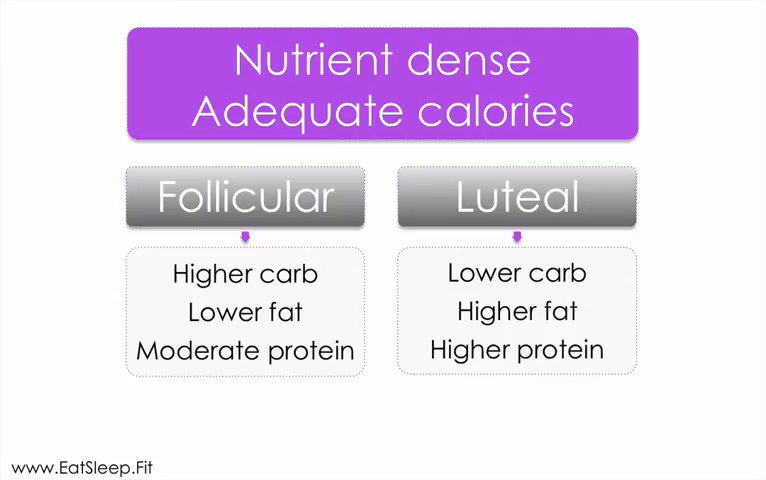 Nutrient dense
Adequate calories
Follicular
Higher carb
Lower fat
Moderate protein
Luteal
Lower carb
Higher fat
Higher protein
www.EatSleep.Fit